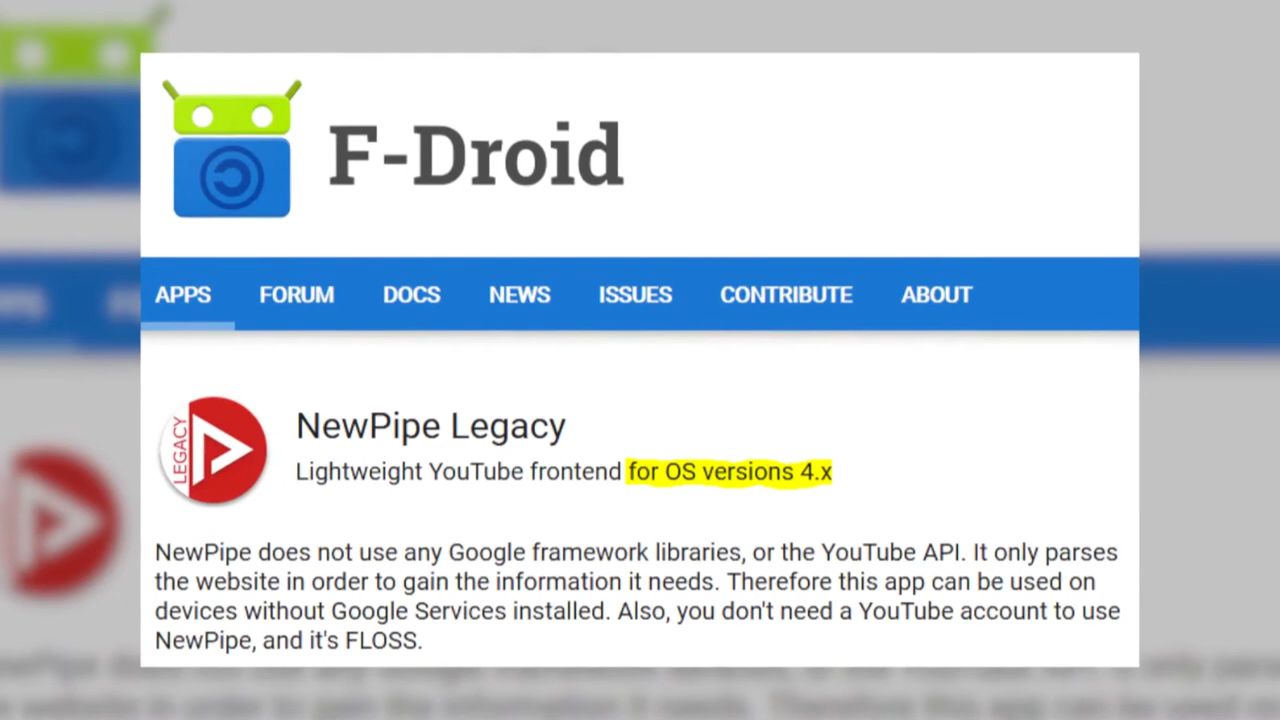 F-Droid
APPS FORUM DOCS NEWS ISSUES CONTRIBUTE ABOUT
LEGACY
NewPipe Legacy
Lightweight YouTube frontend for OS versions 4.x
NewPipe does not use any Google framework libraries, or the YouTube API. It only parses
the website in order to gain the information it needs. Therefore this app can be used on
devices without Google Services installed. Also, you don't need a YouTube account to use
NewPipe, and it's FLOSS.